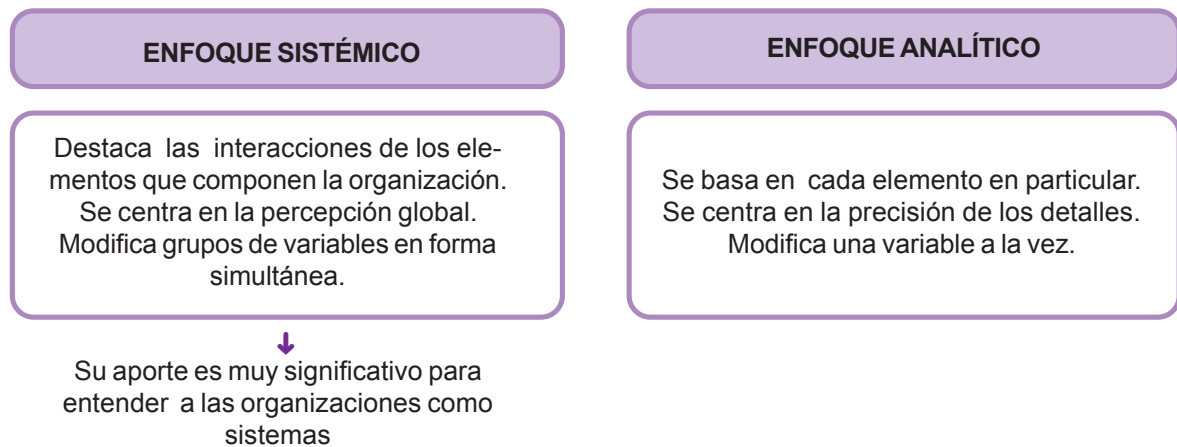 ENFOQUE SISTÉMICO
Destaca las interacciones de los ele-
mentos que componen la organización.
Se centra en la percepción global.
Modifica grupos de variables en forma
simultánea.
Su aporte es muy significativo para
entender a las organizaciones como
sistemas
ENFOQUE ANALÍTICO
Se basa en cada elemento en particular.
Se centra en la precisión de los detalles.
Modifica una variable a la vez.